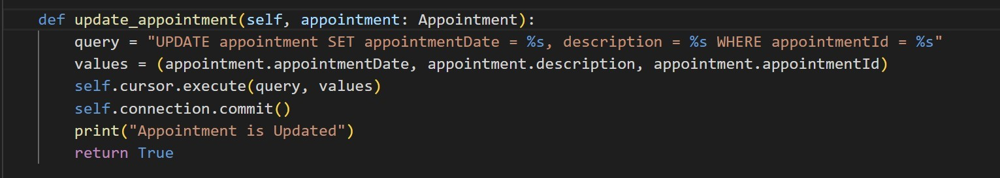 def update_appointment(self, appointment: Appointment):
    query = "UPDATE appointment SET appointmentDate = %s, description = %s WHERE appointmentId = %s"
    values = (appointment.appointmentDate, appointment.description, appointment.appointmentId)
    self.cursor.execute(query, values)
    self.connection.commit()
    print("Appointment is Updated")
    return True